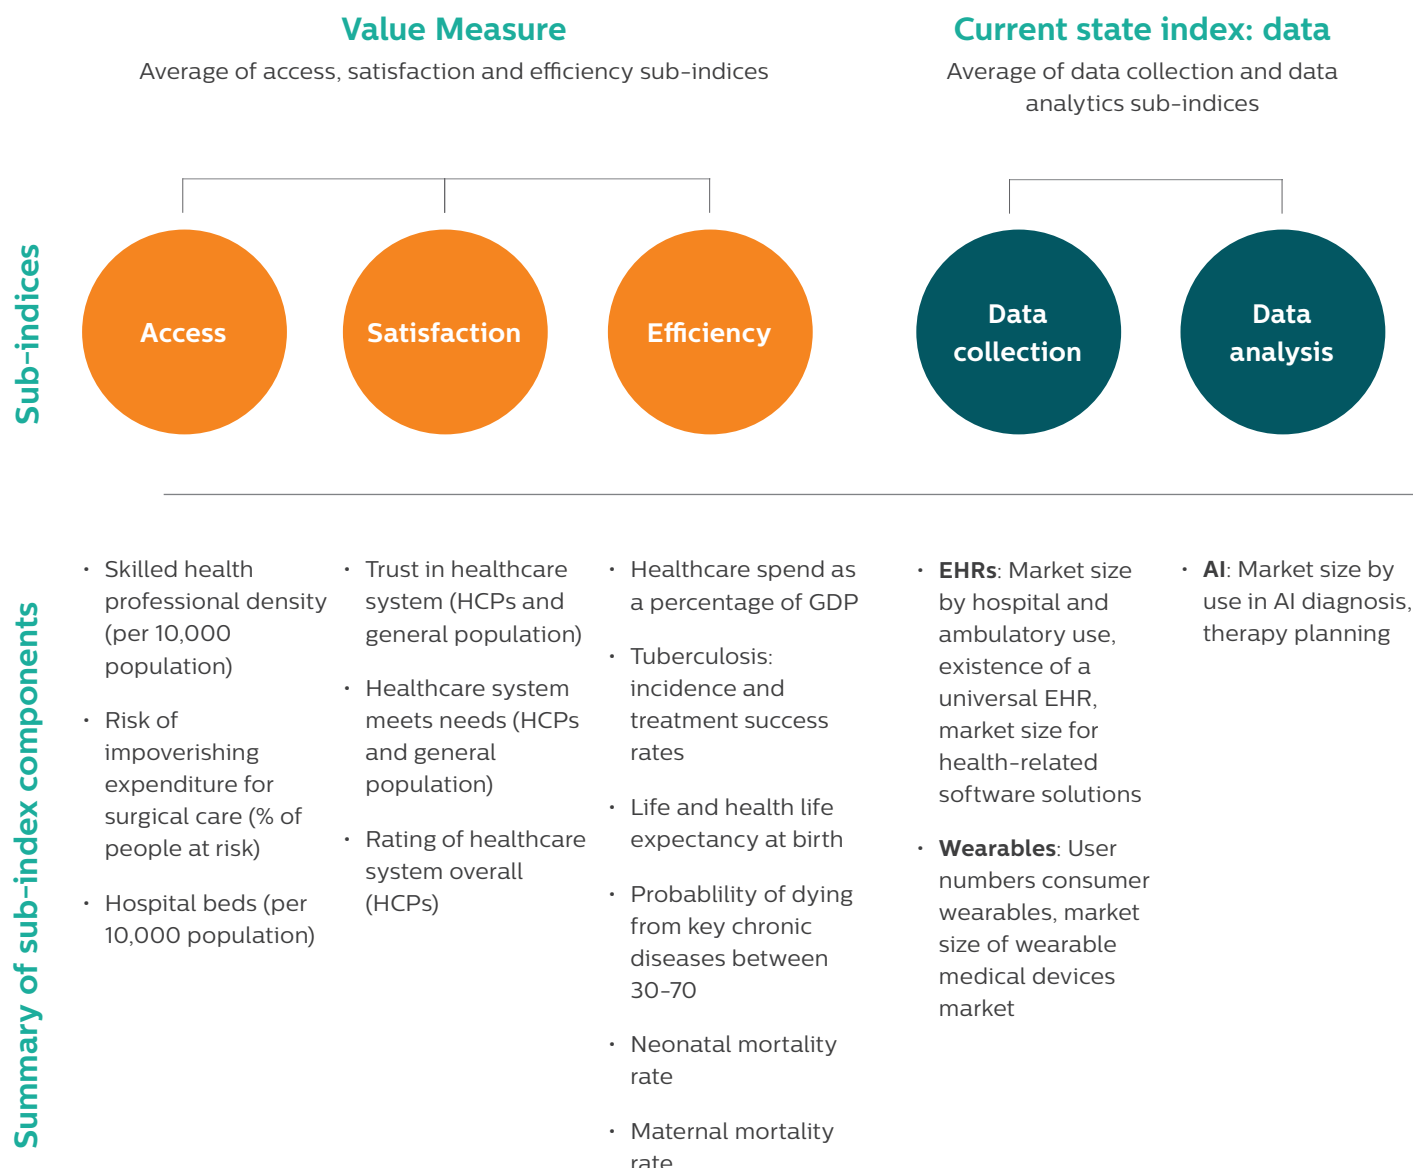 Value Measure
Average of access, satisfaction and efficiency sub-indices
Current state index: data
Average of data collection and data
analytics sub-indices
Sub-indices
Access
Satisfaction
Efficiency
Data
collection
Data
analysis
Summary of sub-index components
• Skilled health
professional density
(per 10,000
population)
• Risk of
impoverishing
expenditure for
surgical care (% of
people at risk)
• Hospital beds (per
10,000 population)
• Trust in healthcare
system (HCPs and
general population)
• Healthcare system
meets needs (HCPs
and general
population)
• Rating of healthcare
system overall
(HCPs)
• Healthcare spend as
a percentage of GDP
• Tuberculosis:
incidence and
treatment success
rates
• Life and health life
expectancy at birth
• Probablility of dying
from key chronic
diseases between
30-70
• Neonatal mortality
rate
• Maternal mortality
rate
• EHRs: Market size
by hospital and
ambulatory use,
existence of a
universal EHR,
market size for
health-related
software solutions
• Wearables: User
numbers consumer
wearables, market
size of wearable
medical devices
market
• AI: Market size by
use in AI diagnosis,
therapy planning